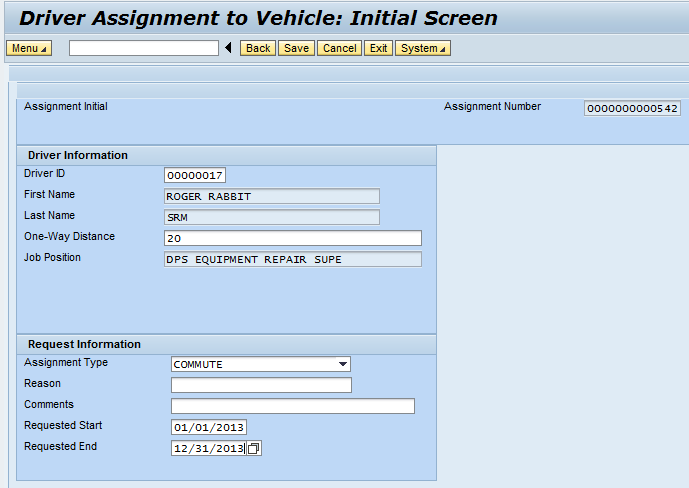 Driver Assignment to Vehicle: Initial Screen
Menu Back Save Cancel Exit System
Assignment Initial Assignment Number 0000000000542
Driver Information
Driver ID 00000017
First Name ROGER RABBIT
Last Name SRM
One-Way Distance 20
Job Position DPS EQUIPMENT REPAIR SUPE
Request Information
Assignment Type COMMUTE
Reason
Comments
Requested Start 01/01/2013
Requested End 12/31/2013